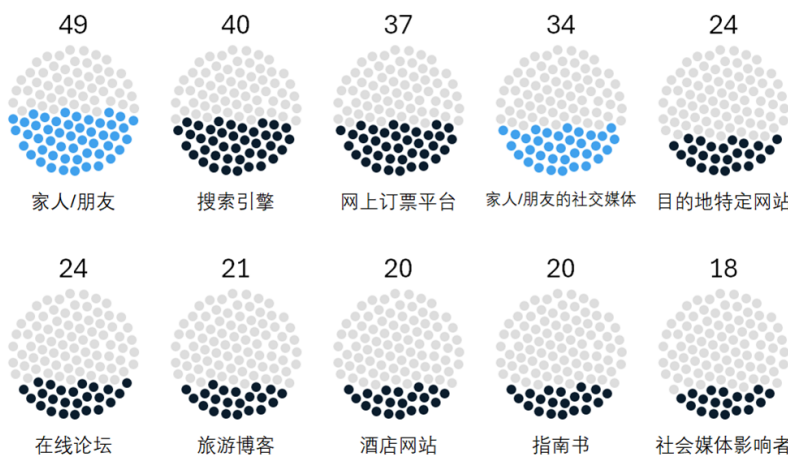 49 40 37 34 24
家人/朋友 搜索引擎 网上订票平台 家人/朋友的社交媒体 目的地特定网站
24 21 20 20 18
在线论坛 旅游博客 酒店网站 指南书 社会媒体影响者